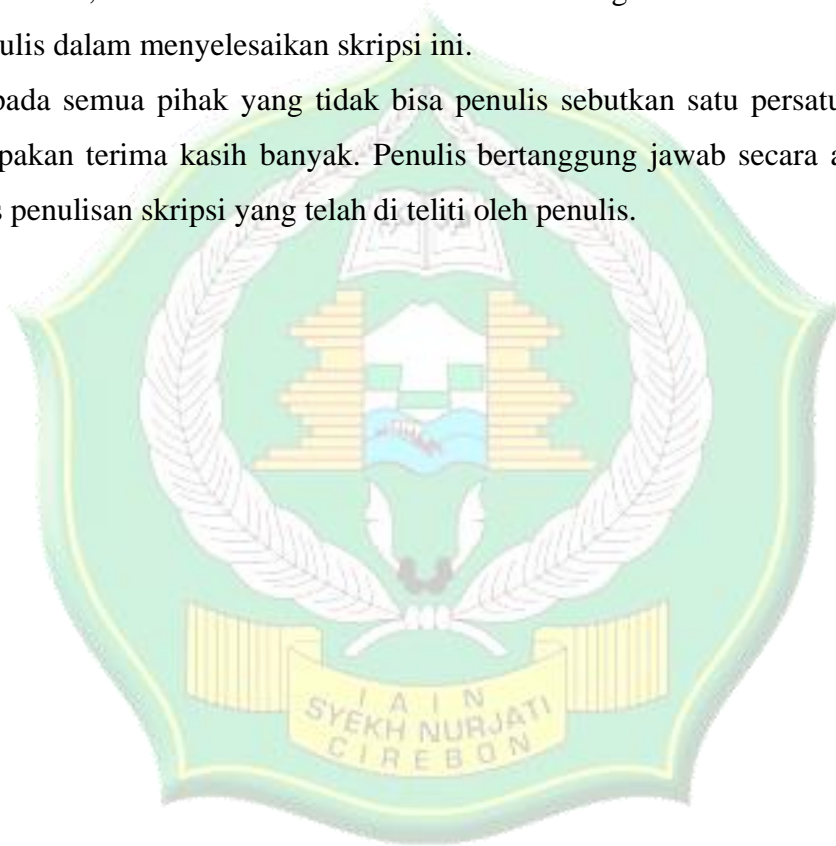 ulis dalam menyelesaikan skripsi ini.
pada semua pihak yang tidak bisa penulis sebutkan satu persatu
pakan terima kasih banyak. Penulis bertanggung jawab secara a
penulisan skripsi yang telah di teliti oleh penulis.
IAIN
SYEKH NURJATI
CIREBON